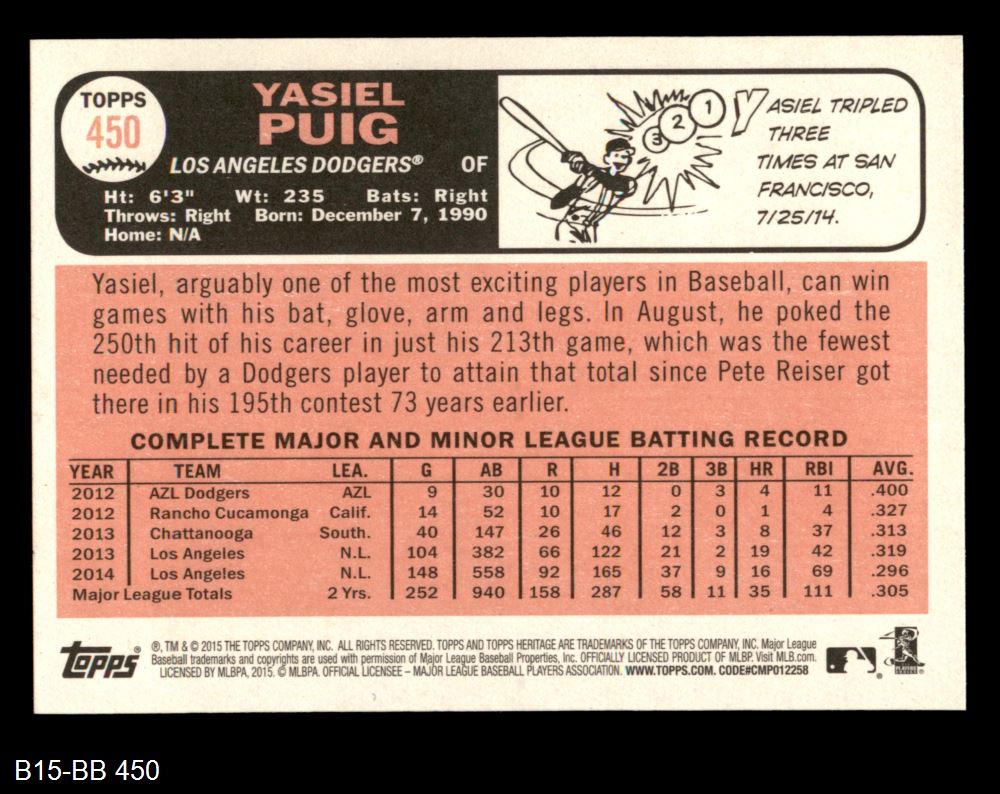 TOPPS
450
YASIEL
PUIG
LOS ANGELES DODGERS® OF
Ht: 6'3" Wt: 235 Bats: Right
Throws: Right Born: December 7, 1990
Home: N/A
3 2 1
YASIEL TRIPLED
THREE
TIMES AT SAN
FRANCISCO,
7/25/14.
Yasiel, arguably one of the most exciting players in Baseball, can win
games with his bat, glove, arm and legs. In August, he poked the
250th hit of his career in just his 213th game, which was the fewest
needed by a Dodgers player to attain that total since Pete Reiser got
there in his 195th contest 73 years earlier.
COMPLETE MAJOR AND MINOR LEAGUE BATTING RECORD
YEAR TEAM LEA. G AB R H 2B 3B HR RBI AVG.
2012 AZL Dodgers AZL 9 30 10 12 0 3 4 11 .400
2012 Rancho Cucamonga Calif. 14 52 10 17 2 0 1 4 .327
2013 Chattanooga South. 40 147 26 46 12 3 8 37 .313
2013 Los Angeles N.L. 104 382 66 122 21 2 19 42 .319
2014 Los Angeles N.L. 148 558 92 165 37 9 16 69 .296
Major League Totals 2 Yrs. 252 940 158 287 58 11 35 111 .305
topps®
®, TM & © 2015 THE TOPPS COMPANY, INC. ALL RIGHTS RESERVED. TOPPS AND TOPPS HERITAGE ARE TRADEMARKS OF THE TOPPS COMPANY, INC. Major League
Baseball trademarks and copyrights are used with permission of Major League Baseball Properties, Inc. OFFICIALLY LICENSED PRODUCT OF MLBP. Visit MLB.com.
LICENSED BY MLBPA, 2015. © MLBPA. OFFICIAL LICENSEE – MAJOR LEAGUE BASEBALL PLAYERS ASSOCIATION. WWW.TOPPS.COM. CODE#CMP012258
B15-BB 450